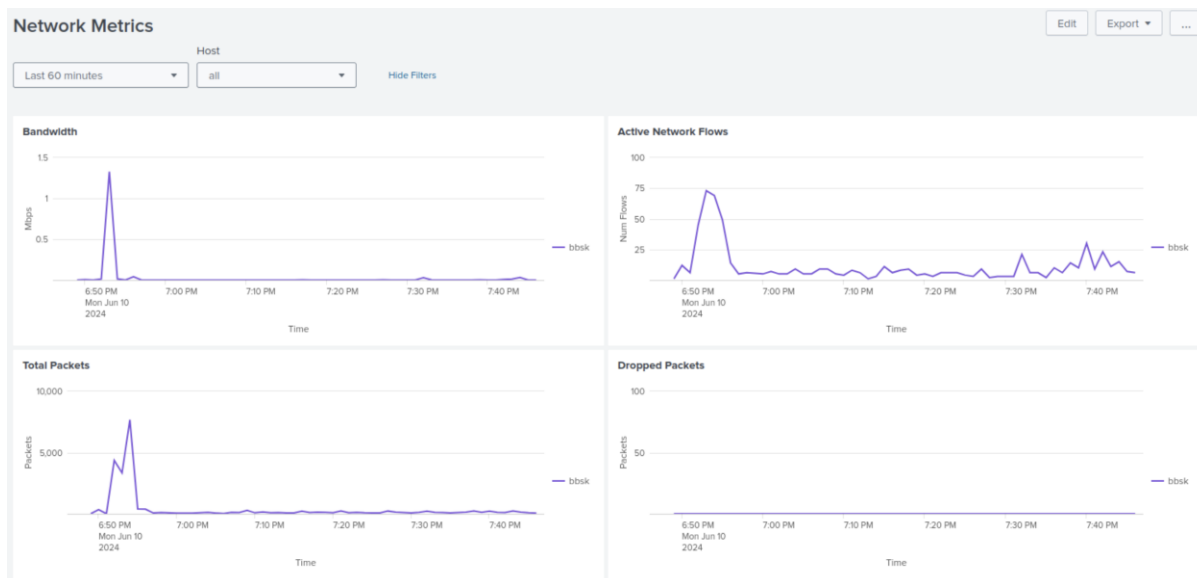 Network Metrics
Edit
Export
...
Host
Last 60 minutes
all
Hide Filters
Bandwidth
1.5
1
0.5
Mbps
bbsk
6:50 PM
Mon Jun 10
2024
7:00 PM
7:10 PM
7:20 PM
7:30 PM
7:40 PM
Time
Active Network Flows
100
75
50
25
Num Flows
bbsk
6:50 PM
Mon Jun 10
2024
7:00 PM
7:10 PM
7:20 PM
7:30 PM
7:40 PM
Time
Total Packets
10,000
5,000
Packets
bbsk
6:50 PM
Mon Jun 10
2024
7:00 PM
7:10 PM
7:20 PM
7:30 PM
7:40 PM
Time
Dropped Packets
100
50
Packets
bbsk
6:50 PM
Mon Jun 10
2024
7:00 PM
7:10 PM
7:20 PM
7:30 PM
7:40 PM
Time